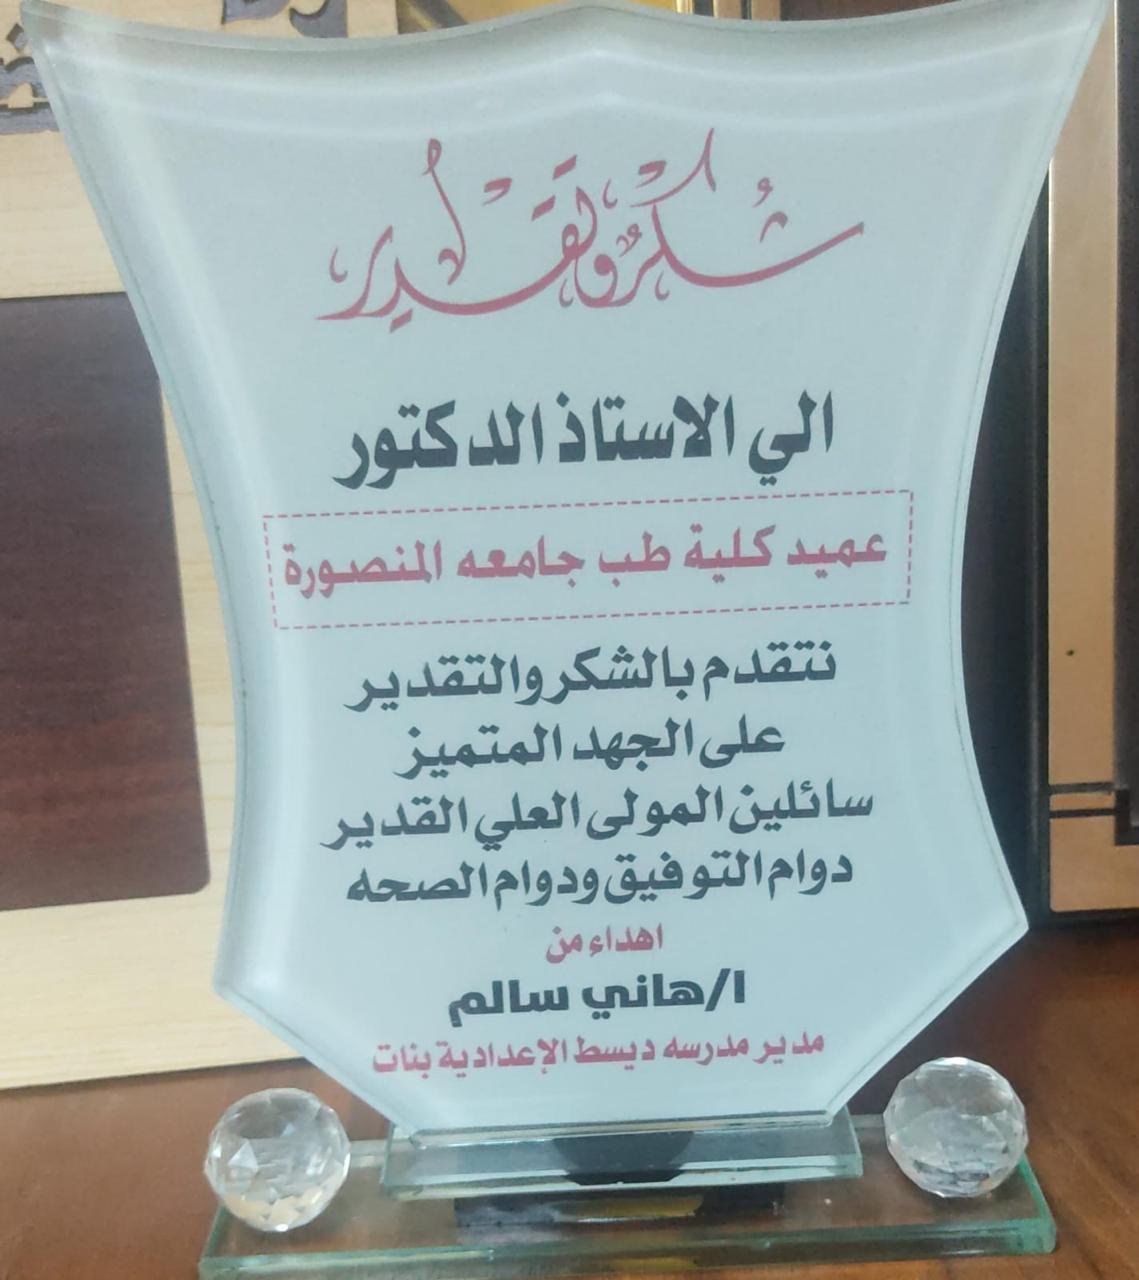 شكر وتقدير
الي الاستاذ الدكتور
عميد كلية طب جامعه المنصورة
نتقدم بالشكر والتقدير
على الجهد المتميز
سائلين المولى العلي القدير
دوام التوفيق ودوام الصحه
اهداء من
ا/هاني سالم
مدير مدرسه ديسط الإعدادية بنات